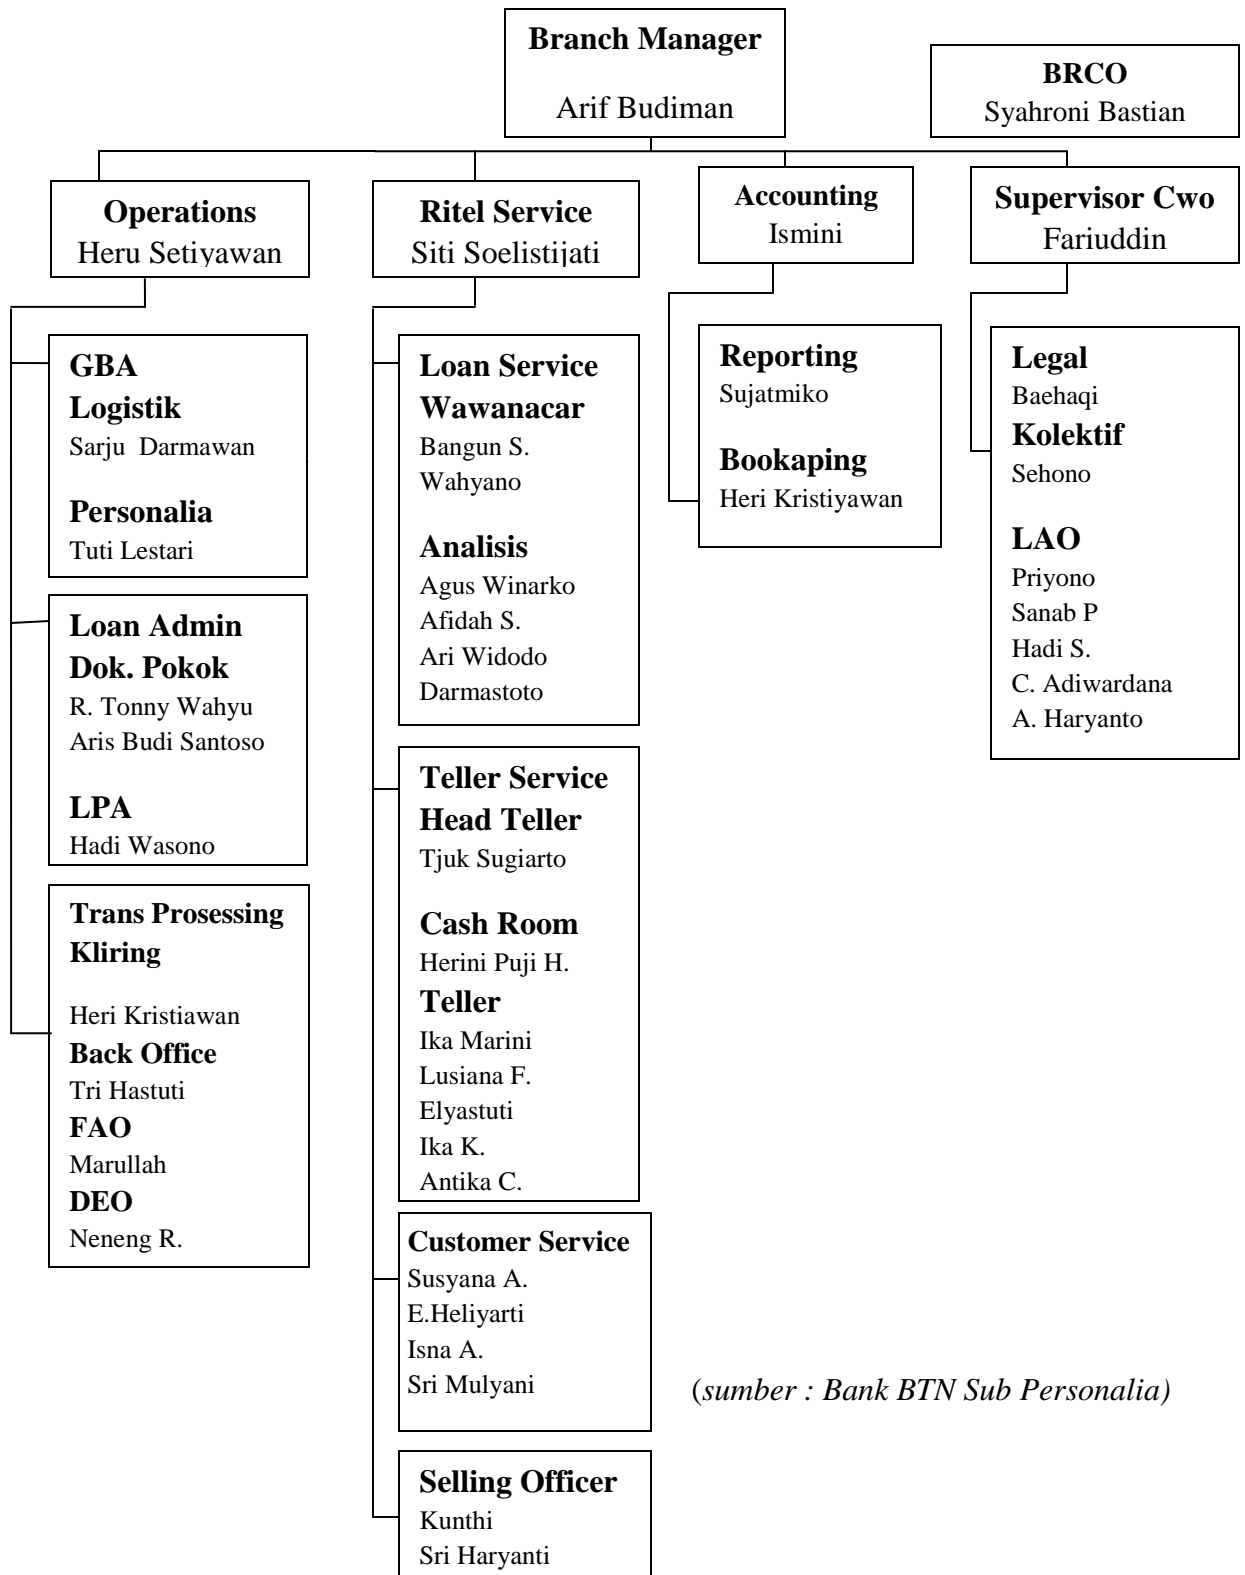 Branch Manager
Arif Budiman
BRCO
Syahroni Bastian
Operations
Heru Setiyawan
Ritel Service
Siti Soelistijati
Accounting
Ismini
Supervisor Cwo
Fariuddin
GBA
Logistik
Sarju Darmawan
Personalia
Tuti Lestari
Loan Admin
Dok. Pokok
R. Tonny Wahyu
Aris Budi Santoso
LPA
Hadi Wasono
Trans Prosessing
Kliring
Heri Kristiawan
Back Office
Tri Hastuti
FAO
Marullah
DEO
Neneng R.
Loan Service
Wawanacar
Bangun S.
Wahyano
Analisis
Agus Winarko
Afidah S.
Ari Widodo
Darmastoto
Teller Service
Head Teller
Tjuk Sugiarto
Cash Room
Herini Puji H.
Teller
Ika Marini
Lusiana F.
Elyastuti
Ika K.
Antika C.
Customer Service
Susyana A.
E.Heliyarti
Isna A.
Sri Mulyani
Selling Officer
Kunthi
Sri Haryanti
Reporting
Sujatmiko
Bookaping
Heri Kristiyawan
Legal
Baehaqi
Kolektif
Sehono
LAO
Priyono
Sanab P
Hadi S.
C. Adiwardana
A. Haryanto
(sumber : Bank BTN Sub Personalia)